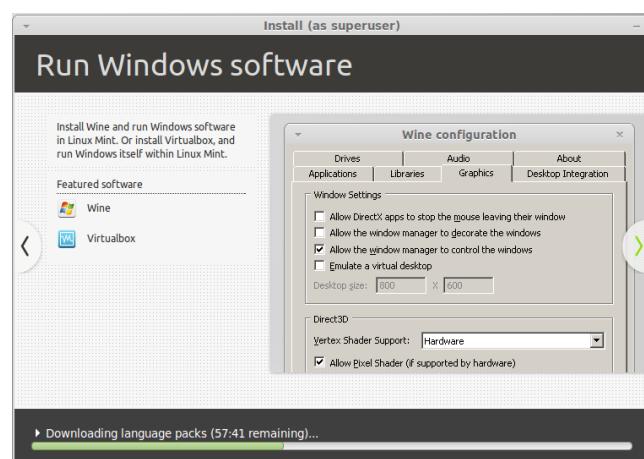 Install (as superuser)
Run Windows software
Install Wine and run Windows software
in Linux Mint. Or install Virtualbox, and
run Windows itself within Linux Mint.
Featured software
Wine
Virtualbox
Wine configuration
Drives Audio About
Applications Libraries Graphics Desktop Integration
Window Settings
Allow DirectX apps to stop the mouse leaving their window
Allow the window manager to decorate the windows
Allow the window manager to control the windows
Emulate a virtual desktop
Desktop size: 800 X 600
Direct3D
Vertex Shader Support: Hardware
Allow Pixel Shader (if supported by hardware)
Downloading language packs (57:41 remaining)...